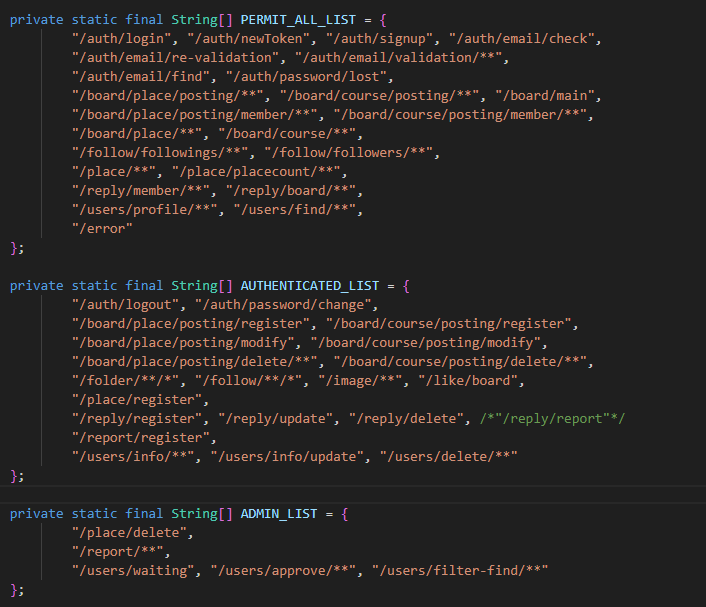 private static final String[] PERMIT_ALL_LIST = {
"/auth/login", "/auth/newToken", "/auth/signup", "/auth/email/check",
"/auth/email/re-validation", "/auth/email/validation/**",
"/auth/email/find", "/auth/password/lost",
"/board/place/posting/**", "/board/course/posting/**", "/board/main",
"/board/place/posting/member/**", "/board/course/posting/member/**",
"/board/place/**", "/board/course/**",
"/follow/followings/**", "/follow/followers/**",
"/place/**", "/place/placecount/**",
"/reply/member/**", "/reply/board/**",
"/users/profile/**", "/users/find/**",
"/error"
};
private static final String[] AUTHENTICATED_LIST = {
"/auth/logout", "/auth/password/change",
"/board/place/posting/register", "/board/course/posting/register",
"/board/place/posting/modify", "/board/course/posting/modify",
"/board/place/posting/delete/**", "/board/course/posting/delete/**",
"/folder/**/*", "/follow/**/*", "/image/**", "/like/board",
"/place/register",
"/reply/register", "/reply/update", "/reply/delete", /*"/reply/report"*/
"/report/register",
"/users/info/**", "/users/info/update", "/users/delete/**"
};
private static final String[] ADMIN_LIST = {
"/place/delete",
"/report/**",
"/users/waiting", "/users/approve/**", "/users/filter-find/**"
};